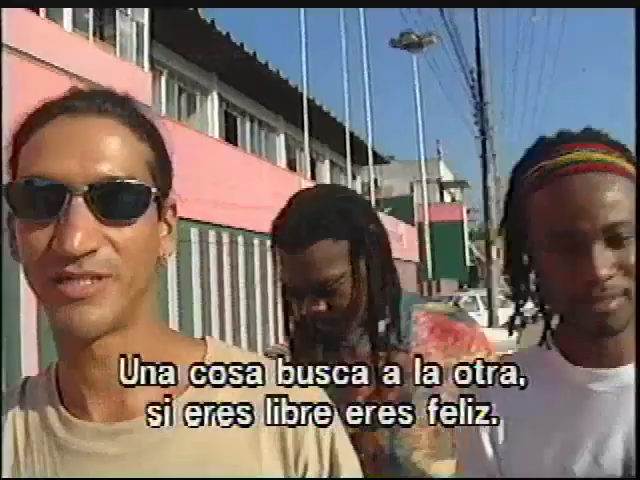 Una cosa busca a la otra,
si eres libre eres feliz.